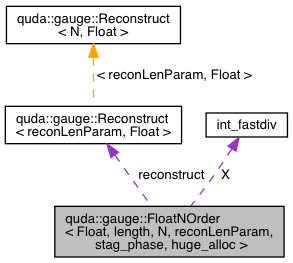 quda::gauge::Reconstruct
< N, Float >
< reconLenParam, Float >
quda::gauge::Reconstruct
< reconLenParam, Float >
int_fastdiv
reconstruct
X
quda::gauge::FloatNOrder
< Float, length, N, reconLenParam,
stag_phase, huge_alloc >